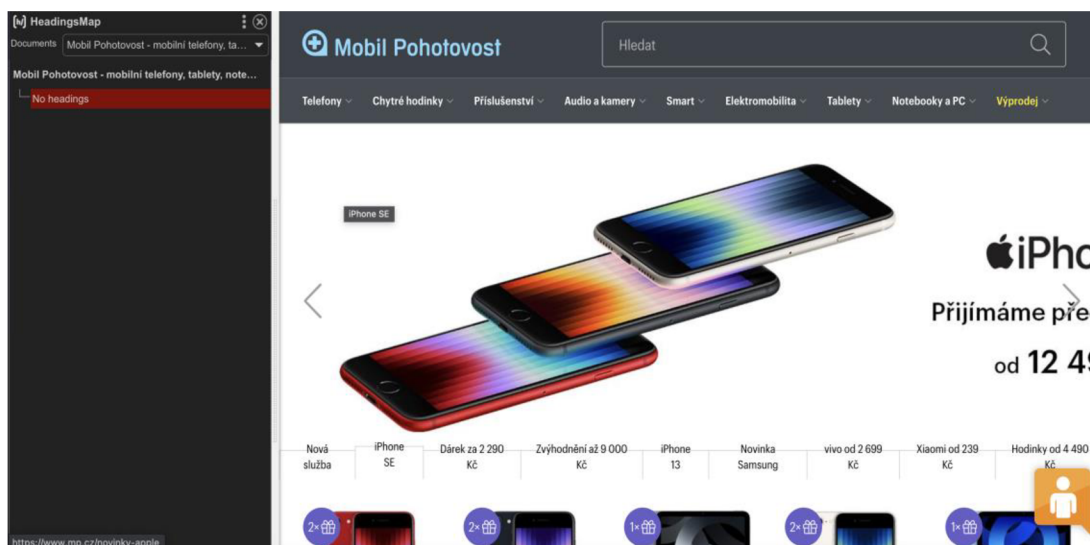 HeadingsMap
Documents Mobil Pohotovost - mobilní telefony, ta...
Mobil Pohotovost - mobilní telefony, tablety, note...
No headings
https://www.mp.cz/novinky-apple
Mobil Pohotovost
Hledat
Telefony Chytré hodinky Příslušenství Audio a kamery Smart Elektromobilita Tablety Notebooky a PC Výprodej
iPhone SE
iPho
Přijímáme pře
od 12 49
Nová služba
iPhone SE
Dárek za 2 290 Kč
Zvýhodnění až 9 000 Kč
iPhone 13
Novinka Samsung
vivo od 2 699 Kč
Xiaomi od 239 Kč
Hodinky od 4 490 Kč
2× 2× 1× 2× 1×